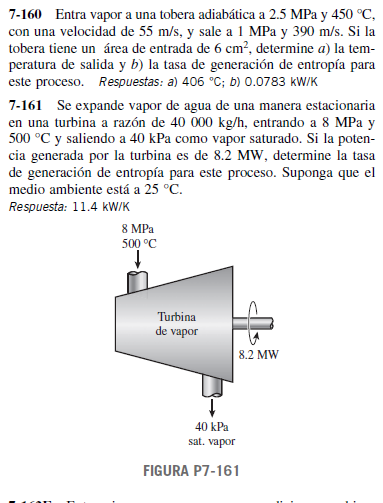 7-160 Entra vapor a una tobera adiabática a 2.5 MPa y 450 °C,
con una velocidad de 55 m/s, y sale a 1 MPa y 390 m/s. Si la
tobera tiene un área de entrada de 6 cm², determine a) la tem-
peratura de salida y b) la tasa de generación de entropía para
este proceso. Respuestas: a) 406 °C; b) 0.0783 kW/K
7-161 Se expande vapor de agua de una manera estacionaria
en una turbina a razón de 40 000 kg/h, entrando a 8 MPa y
500 °C y saliendo a 40 kPa como vapor saturado. Si la poten-
cia generada por la turbina es de 8.2 MW, determine la tasa
de generación de entropía para este proceso. Suponga que el
medio ambiente está a 25 °C.
Respuesta: 11.4 kW/K
8 MPa
500 °C
Turbina
de vapor
8.2 MW
40 kPa
sat. vapor
FIGURA P7-161